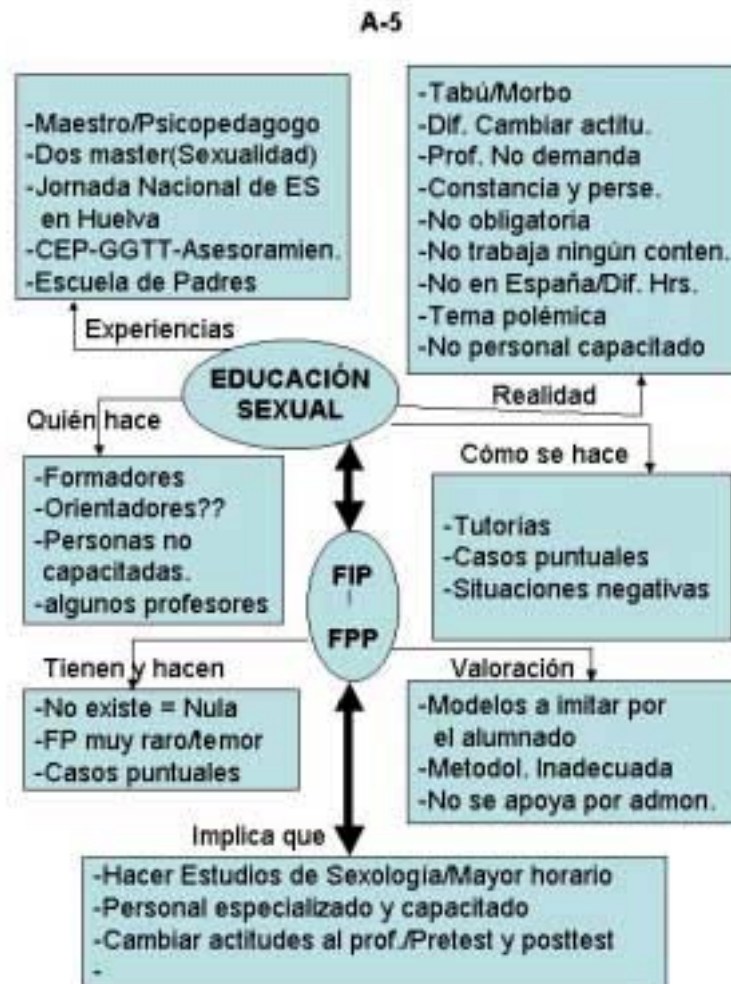 A-5
-Maestro/Psicopedagogo
-Dos master(Sexualidad)
-Jornada Nacional de ES
en Huelva
-CEP-GGTT-Asesoramien.
-Escuela de Padres
-Tabú/Morbo
-Dif. Cambiar actitu.
-Prof. No demanda
-Constancia y perse.
-No obligatoria
-No trabaja ningún conten.
-No en España/Dif. Hrs.
-Tema polémica
-No personal capacitado
Experiencias
EDUCACIÓN
SEXUAL
Realidad
Quién hace
Cómo se hace
-Formadores
-Orientadores??
-Personas no
capacitadas.
-algunos profesores
-Tutorías
-Casos puntuales
-Situaciones negativas
FIP
FPP
Tienen y hacen
Valoración
-No existe = Nula
-FP muy raro/temor
-Casos puntuales
-Modelos a imitar por
el alumnado
-Metodol. Inadecuada
-No se apoya por admon.
Implica que
-Hacer Estudios de Sexología/Mayor horario
-Personal especializado y capacitado
-Cambiar actitudes al prof./Pretest y posttest
-